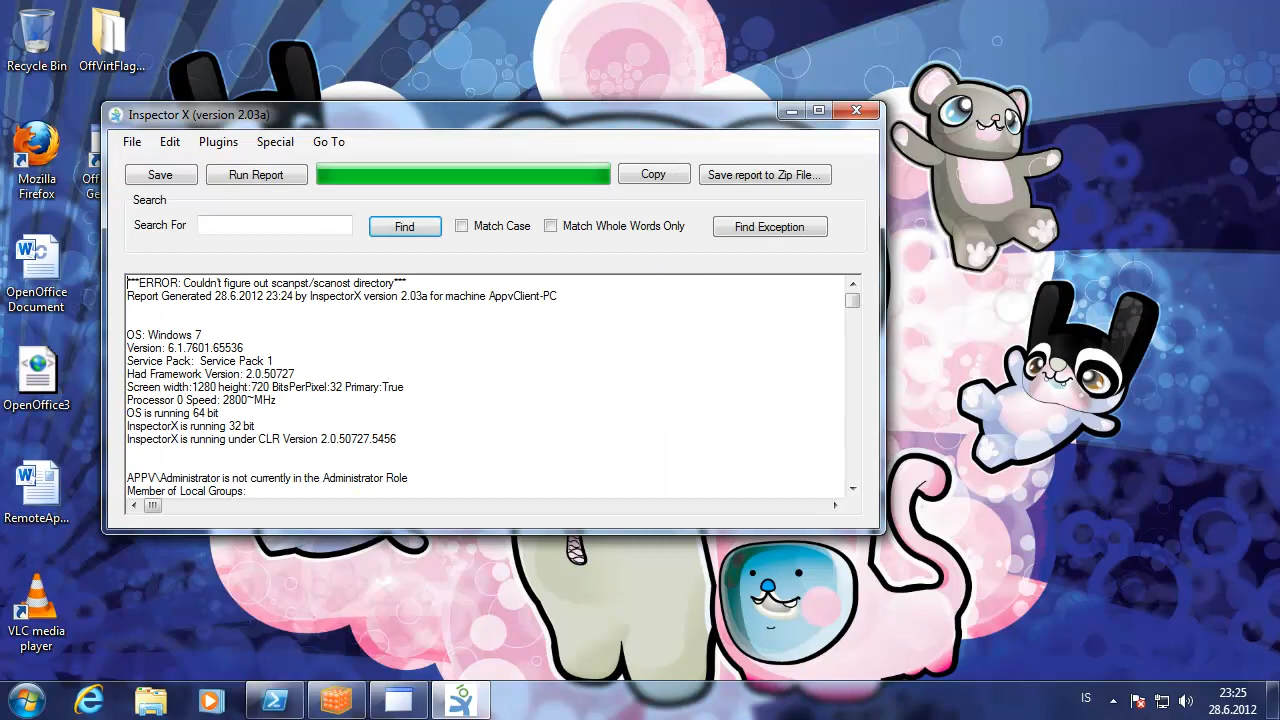 Recycle Bin
OffVirtFlag...
Mozilla
Firefox
OpenOffice
Document
OpenOffice3
RemoteAp...
VLC media
player
Inspector X (version 2.03a)
File Edit Plugins Special Go To
Save Run Report Copy Save report to Zip File...
Search
Search For Find Match Case Match Whole Words Only Find Exception
***ERROR: Couldn't figure out scanpst/scanost directory***
Report Generated 28.6.2012 23:24 by InspectorX version 2.03a for machine AppvClient-PC
OS: Windows 7
Version: 6.1.7601.65536
Service Pack: Service Pack 1
Had Framework Version: 2.0.50727
Screen width:1280 height:720 BitsPerPixel:32 Primary:True
Processor 0 Speed: 2800~MHz
OS is running 64 bit
InspectorX is running 32 bit
InspectorX is running under CLR Version 2.0.50727.5456
APPV\Administrator is not currently in the Administrator Role
Member of Local Groups:
IS
23:25
28.6.2012